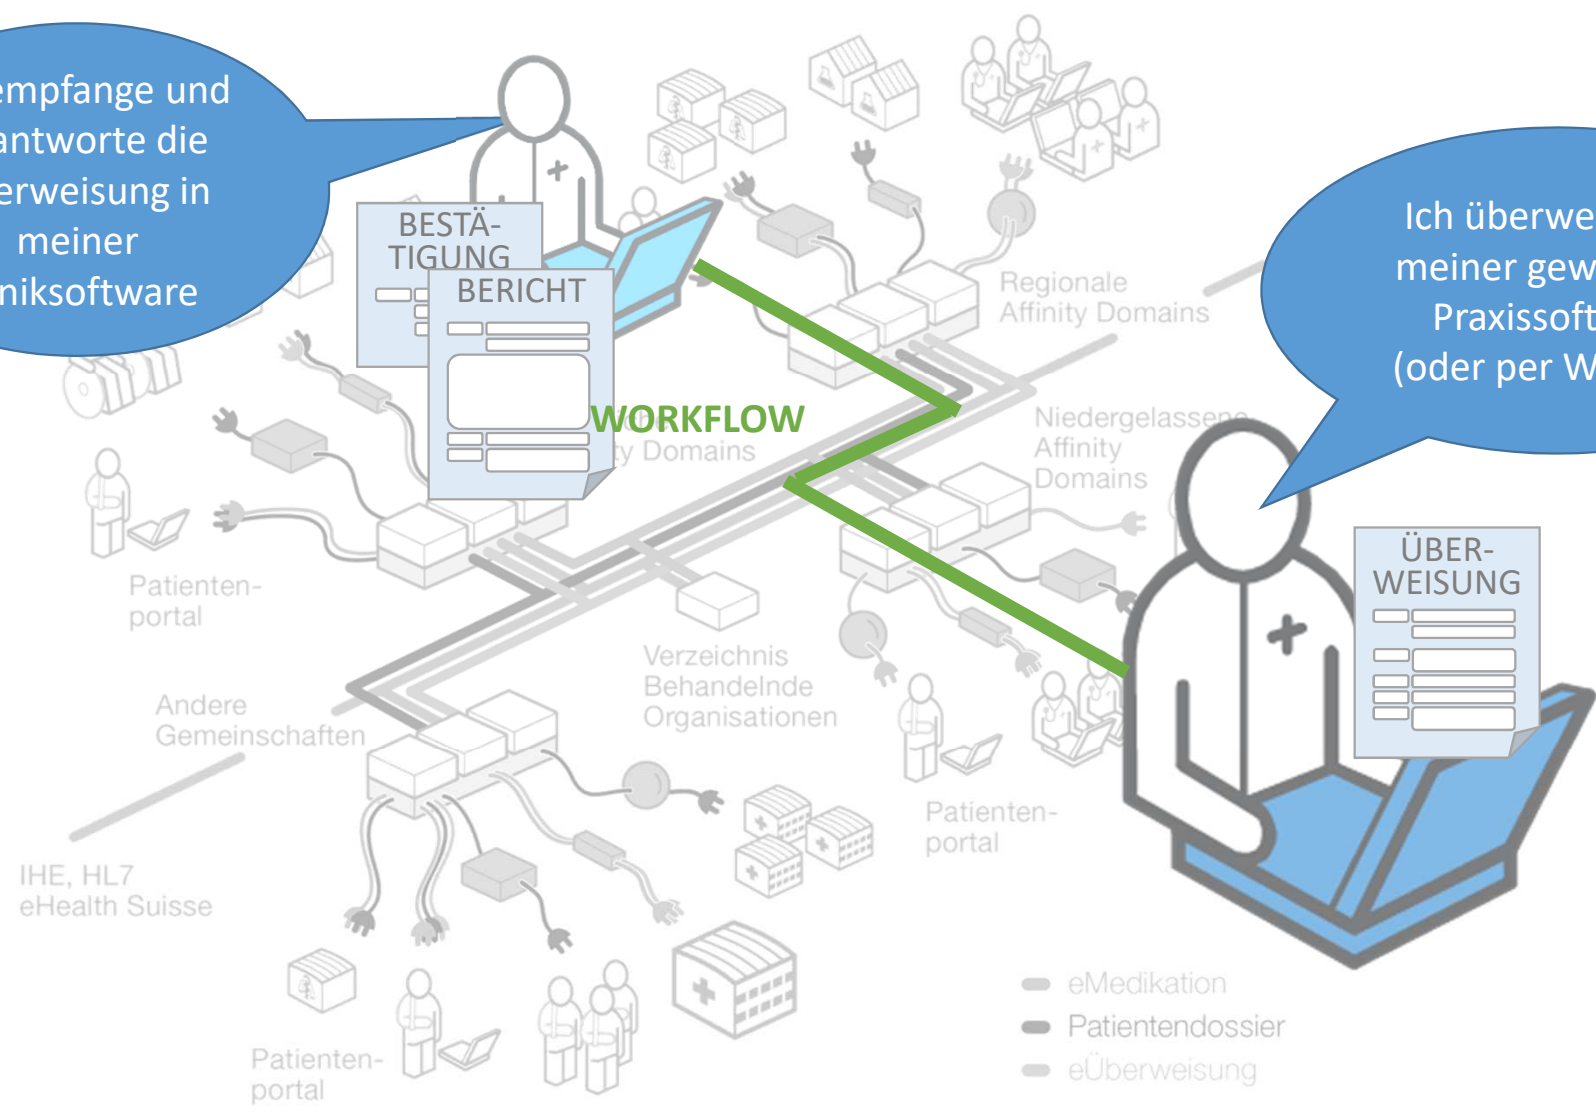 empfange und
antworte die
erweisung in
meiner
niksoftware
BESTÄ-
TIGUNG
BERICHT
Regionale
Affinity Domains
Ich überwe
meiner gew
Praxissoft
(oder per W
WORKFLOW
ty Domains
Niedergelassene
Affinity
Domains
ÜBER-
WEISUNG
Patienten-
portal
Verzeichnis
Behandelnde
Organisationen
Andere
Gemeinschaften
Patienten-
portal
IHE, HL7
eHealth Suisse
Patienten-
portal
eMedikation
Patientendossier
eÜberweisung